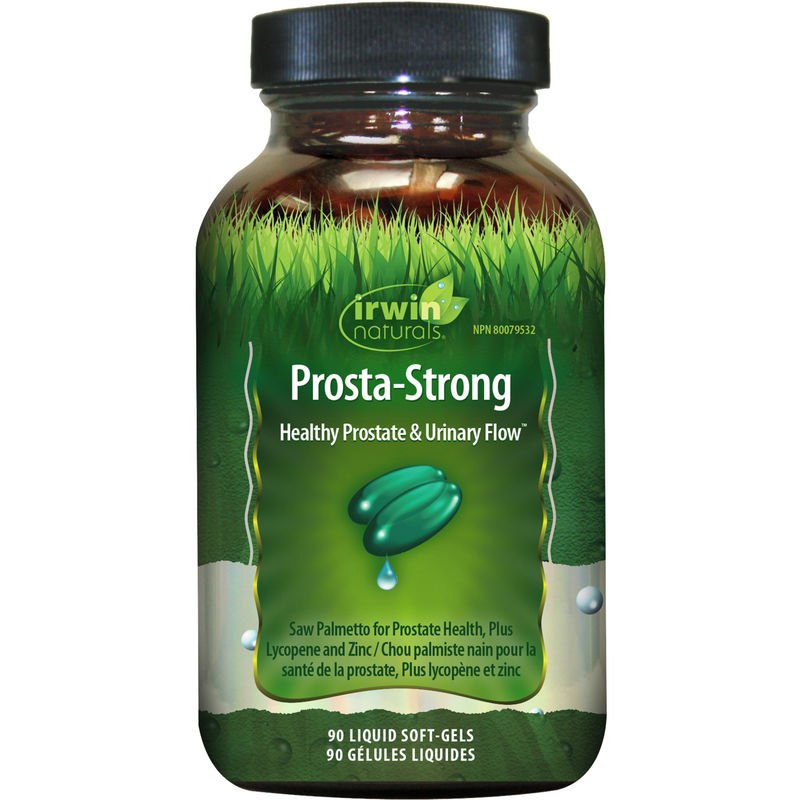 irwin
naturals®
NPN 80079532
Prosta-Strong
Healthy Prostate & Urinary Flow™
Saw Palmetto for Prostate Health, Plus
Lycopene and Zinc / Chou palmiste nain pour la
santé de la prostate, Plus lycopène et zinc
90 LIQUID SOFT-GELS
90 GÉLULES LIQUIDES